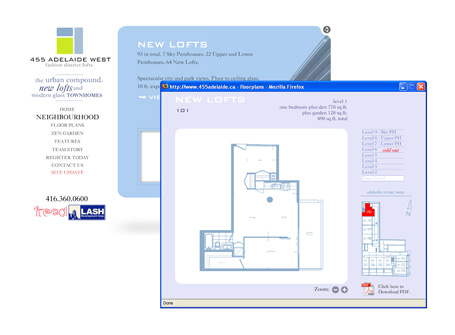 455 ADELAIDE WEST
fashion district lofts
the urban compound.
new lofts and
modern glass TOWNHOMES
HOME
NEIGHBOURHOOD
FLOOR PLANS
ZEN GARDEN
FEATURES
TEAM STORY
REGISTER TODAY
CONTACT US
SITE UPDATE
416.360.0600
freed LASH
NEW LOFTS
93 in total. 7 Sky Penthouses, 22 Upper and Lower
Penthouses, 64 New Lofts.
Spectacular city and park views. Floor to ceiling glass.
http://www.455adelaide.ca - Floorplans - Mozilla Firefox
NEW LOFTS
101
level 1
one bedroom plus den 770 sq.ft.
plus garden 120 sq.ft.
890 sq.ft. total
Level 9 - Sky PH
Level 8 - Upper PH
Level 7 - Lower PH
Level 6 sold out
Level 5
Level 4
Level 3
Level 2
adelaide street west
N
Zoom:
Click here to
Download PDF.
Done